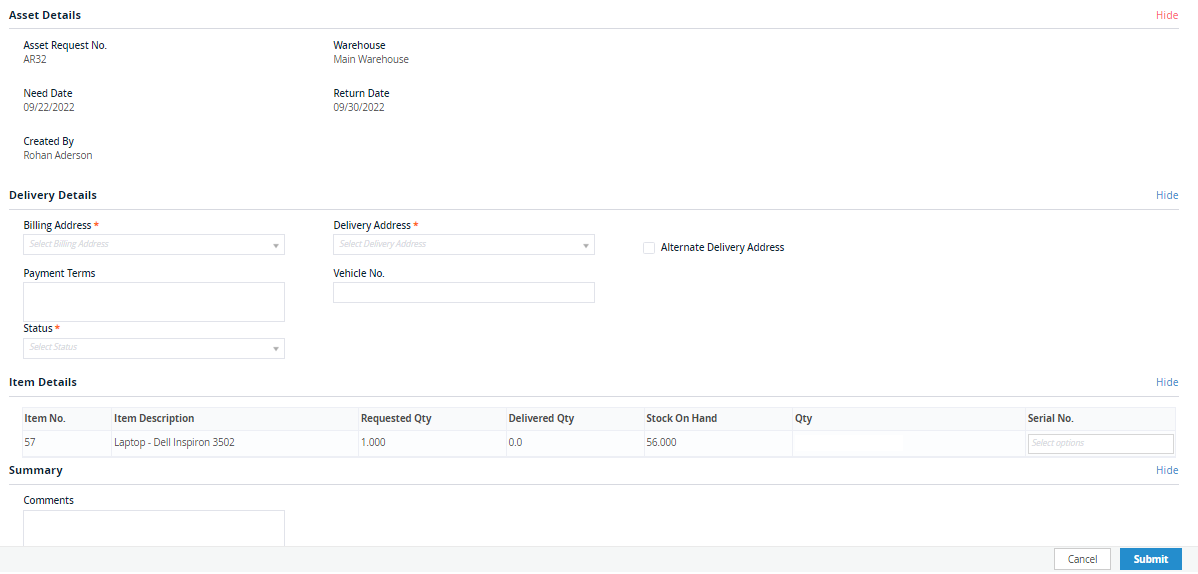 Asset Details Hide
Asset Request No. Warehouse
AR32 Main Warehouse
Need Date Return Date
09/22/2022 09/30/2022
Created By
Rohan Aderson
Delivery Details Hide
Billing Address * Delivery Address *
Select Billing Address Select Delivery Address Alternate Delivery Address
Payment Terms Vehicle No.
Status *
Select Status
Item Details Hide
Item No. Item Description Requested Qty Delivered Qty Stock On Hand Qty Serial No.
57 Laptop - Dell Inspiron 3502 1.000 0.0 56.000 Select options
Summary Hide
Comments
Cancel Submit